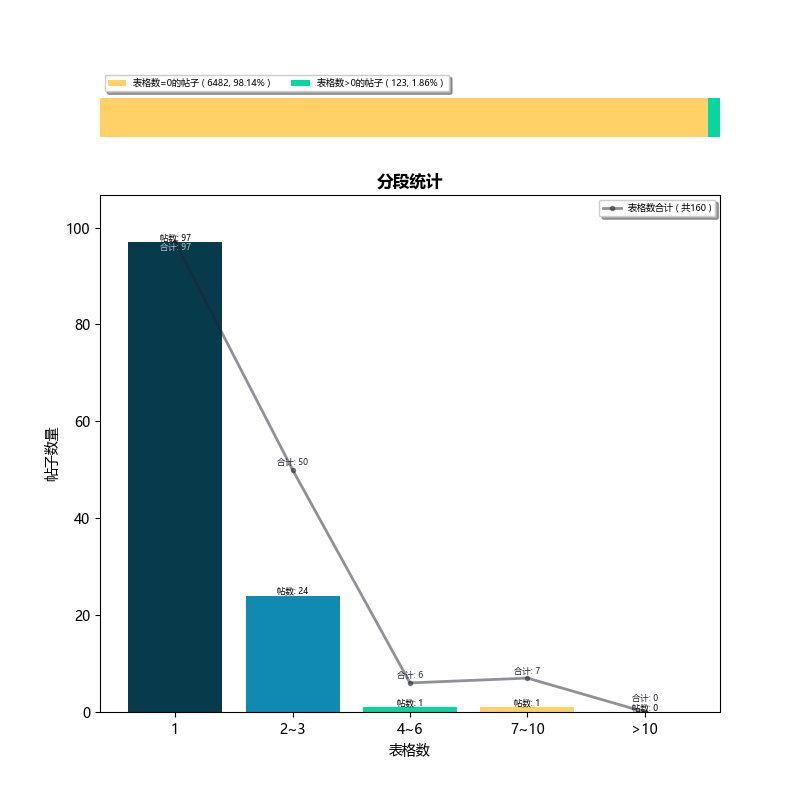 表格数=0的帖子 ( 6482, 98.14% ) 表格数>0的帖子 ( 123, 1.86% )
分段统计
表格数合计 ( 共160 )
帖子数量
100
80
60
40
20
0
帖数: 97
合计: 97
合计: 50
帖数: 24
合计: 6
帖数: 1
合计: 7
帖数: 1
合计: 0
帖数: 0
1 2~3 4~6 7~10 >10
表格数